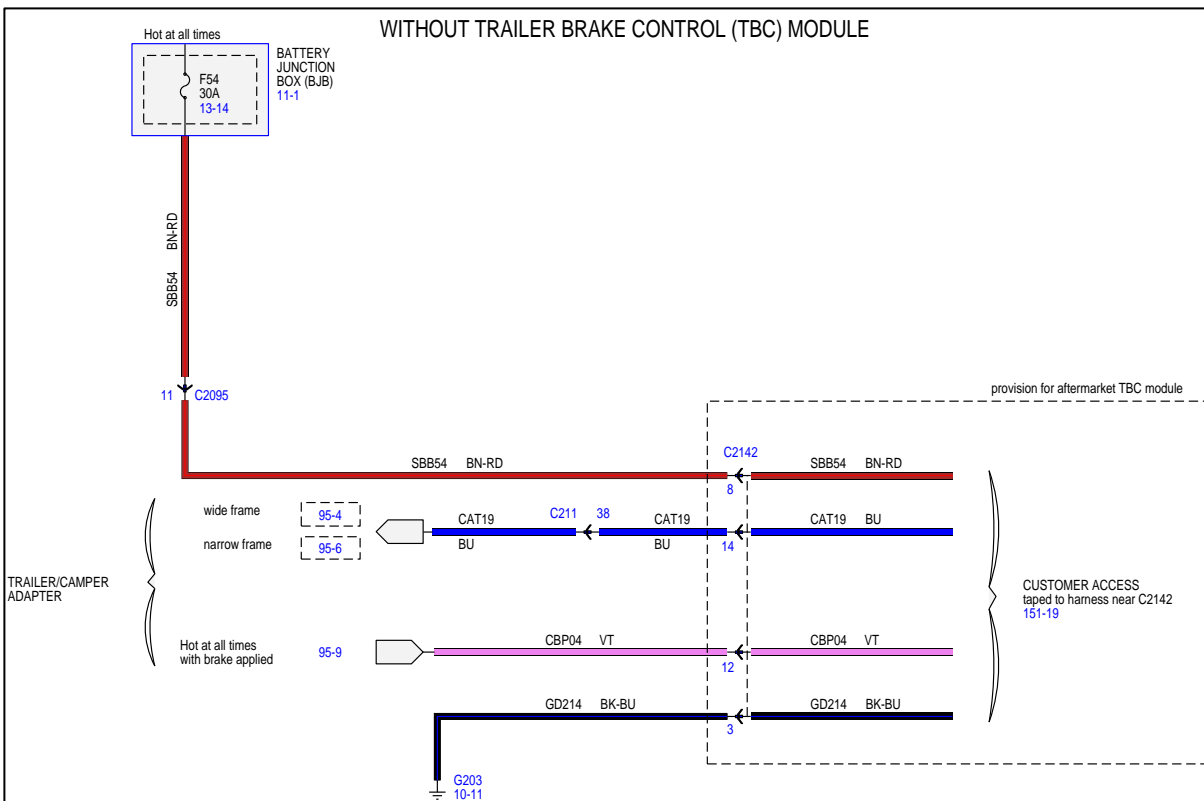 WITHOUT TRAILER BRAKE CONTROL (TBC) MODULE
Hot at all times
BATTERY
JUNCTION
BOX (BJB)
11-1
F54
30A
13-14
SBB54 BN-RD
11 C2095
provision for aftermarket TBC module
C2142
SBB54 BN-RD
SBB54 BN-RD
8
wide frame
95-4
narrow frame
95-6
CAT19
BU
C211 38
CAT19
BU
14
CAT19 BU
TRAILER/CAMPER
ADAPTER
CUSTOMER ACCESS
taped to harness near C2142
151-19
Hot at all times
with brake applied
95-9
CBP04 VT
12
CBP04 VT
GD214 BK-BU
3
GD214 BK-BU
G203
10-11